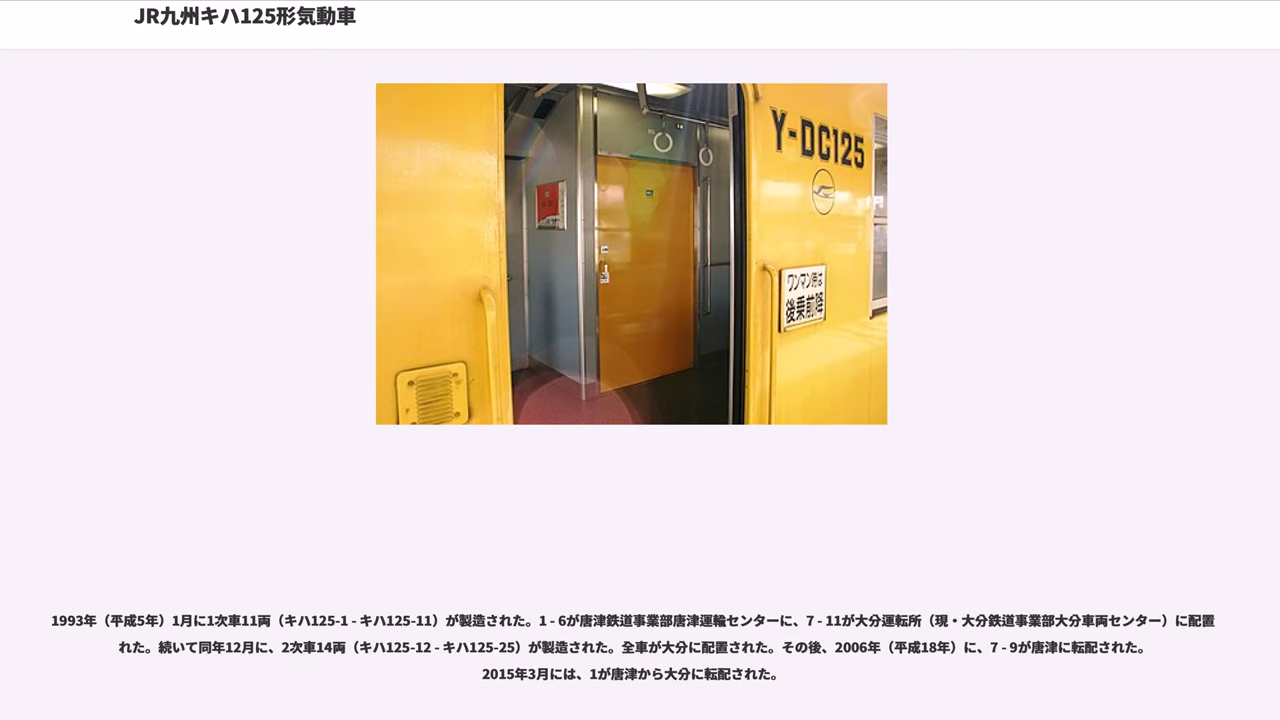 JR九州キハ125形気動車
Y-DC125
ワンマン時は
後乗前降
1993年（平成5年）1月に1次車11両（キハ125-1 - キハ125-11）が製造された。1 - 6が唐津鉄道事業部唐津運輸センターに、7 - 11が大分運転所（現・大分鉄道事業部大分車両センター）に配置
れた。続いて同年12月に、2次車14両（キハ125-12 - キハ125-25）が製造された。全車が大分に配置された。その後、2006年（平成18年）に、7 - 9が唐津に転配された。
2015年3月には、1が唐津から大分に転配された。